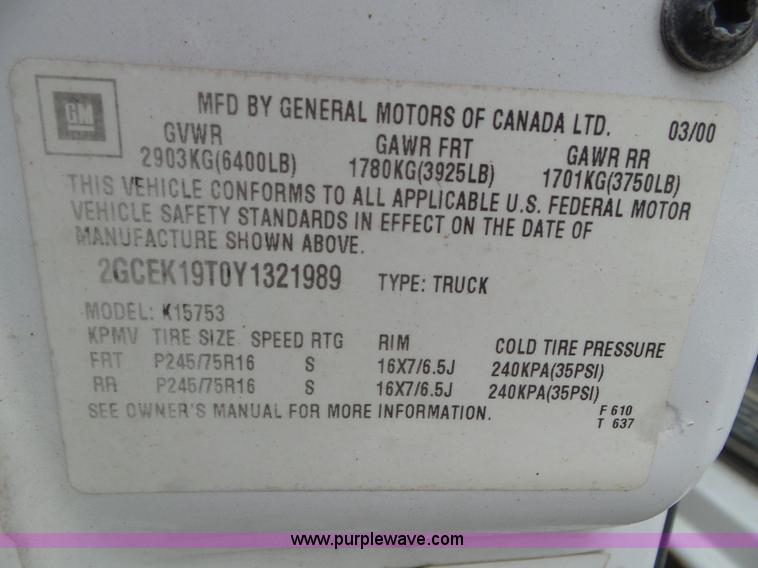 GM
MFD BY GENERAL MOTORS OF CANADA LTD. 03/00
GVWR GAWR FRT GAWR RR
2903KG(6400LB) 1780KG(3925LB) 1701KG(3750LB)
THIS VEHICLE CONFORMS TO ALL APPLICABLE U.S. FEDERAL MOTOR
VEHICLE SAFETY STANDARDS IN EFFECT ON THE DATE OF
MANUFACTURE SHOWN ABOVE.
2GCEK19T0Y1321989 TYPE: TRUCK
MODEL: K15753
KPMV TIRE SIZE SPEED RTG RIM COLD TIRE PRESSURE
FRT P245/75R16 S 16X7/6.5J 240KPA(35PSI)
RR P245/75R16 S 16X7/6.5J 240KPA(35PSI)
SEE OWNER'S MANUAL FOR MORE INFORMATION. F 610
T 637
www.purplewave.com